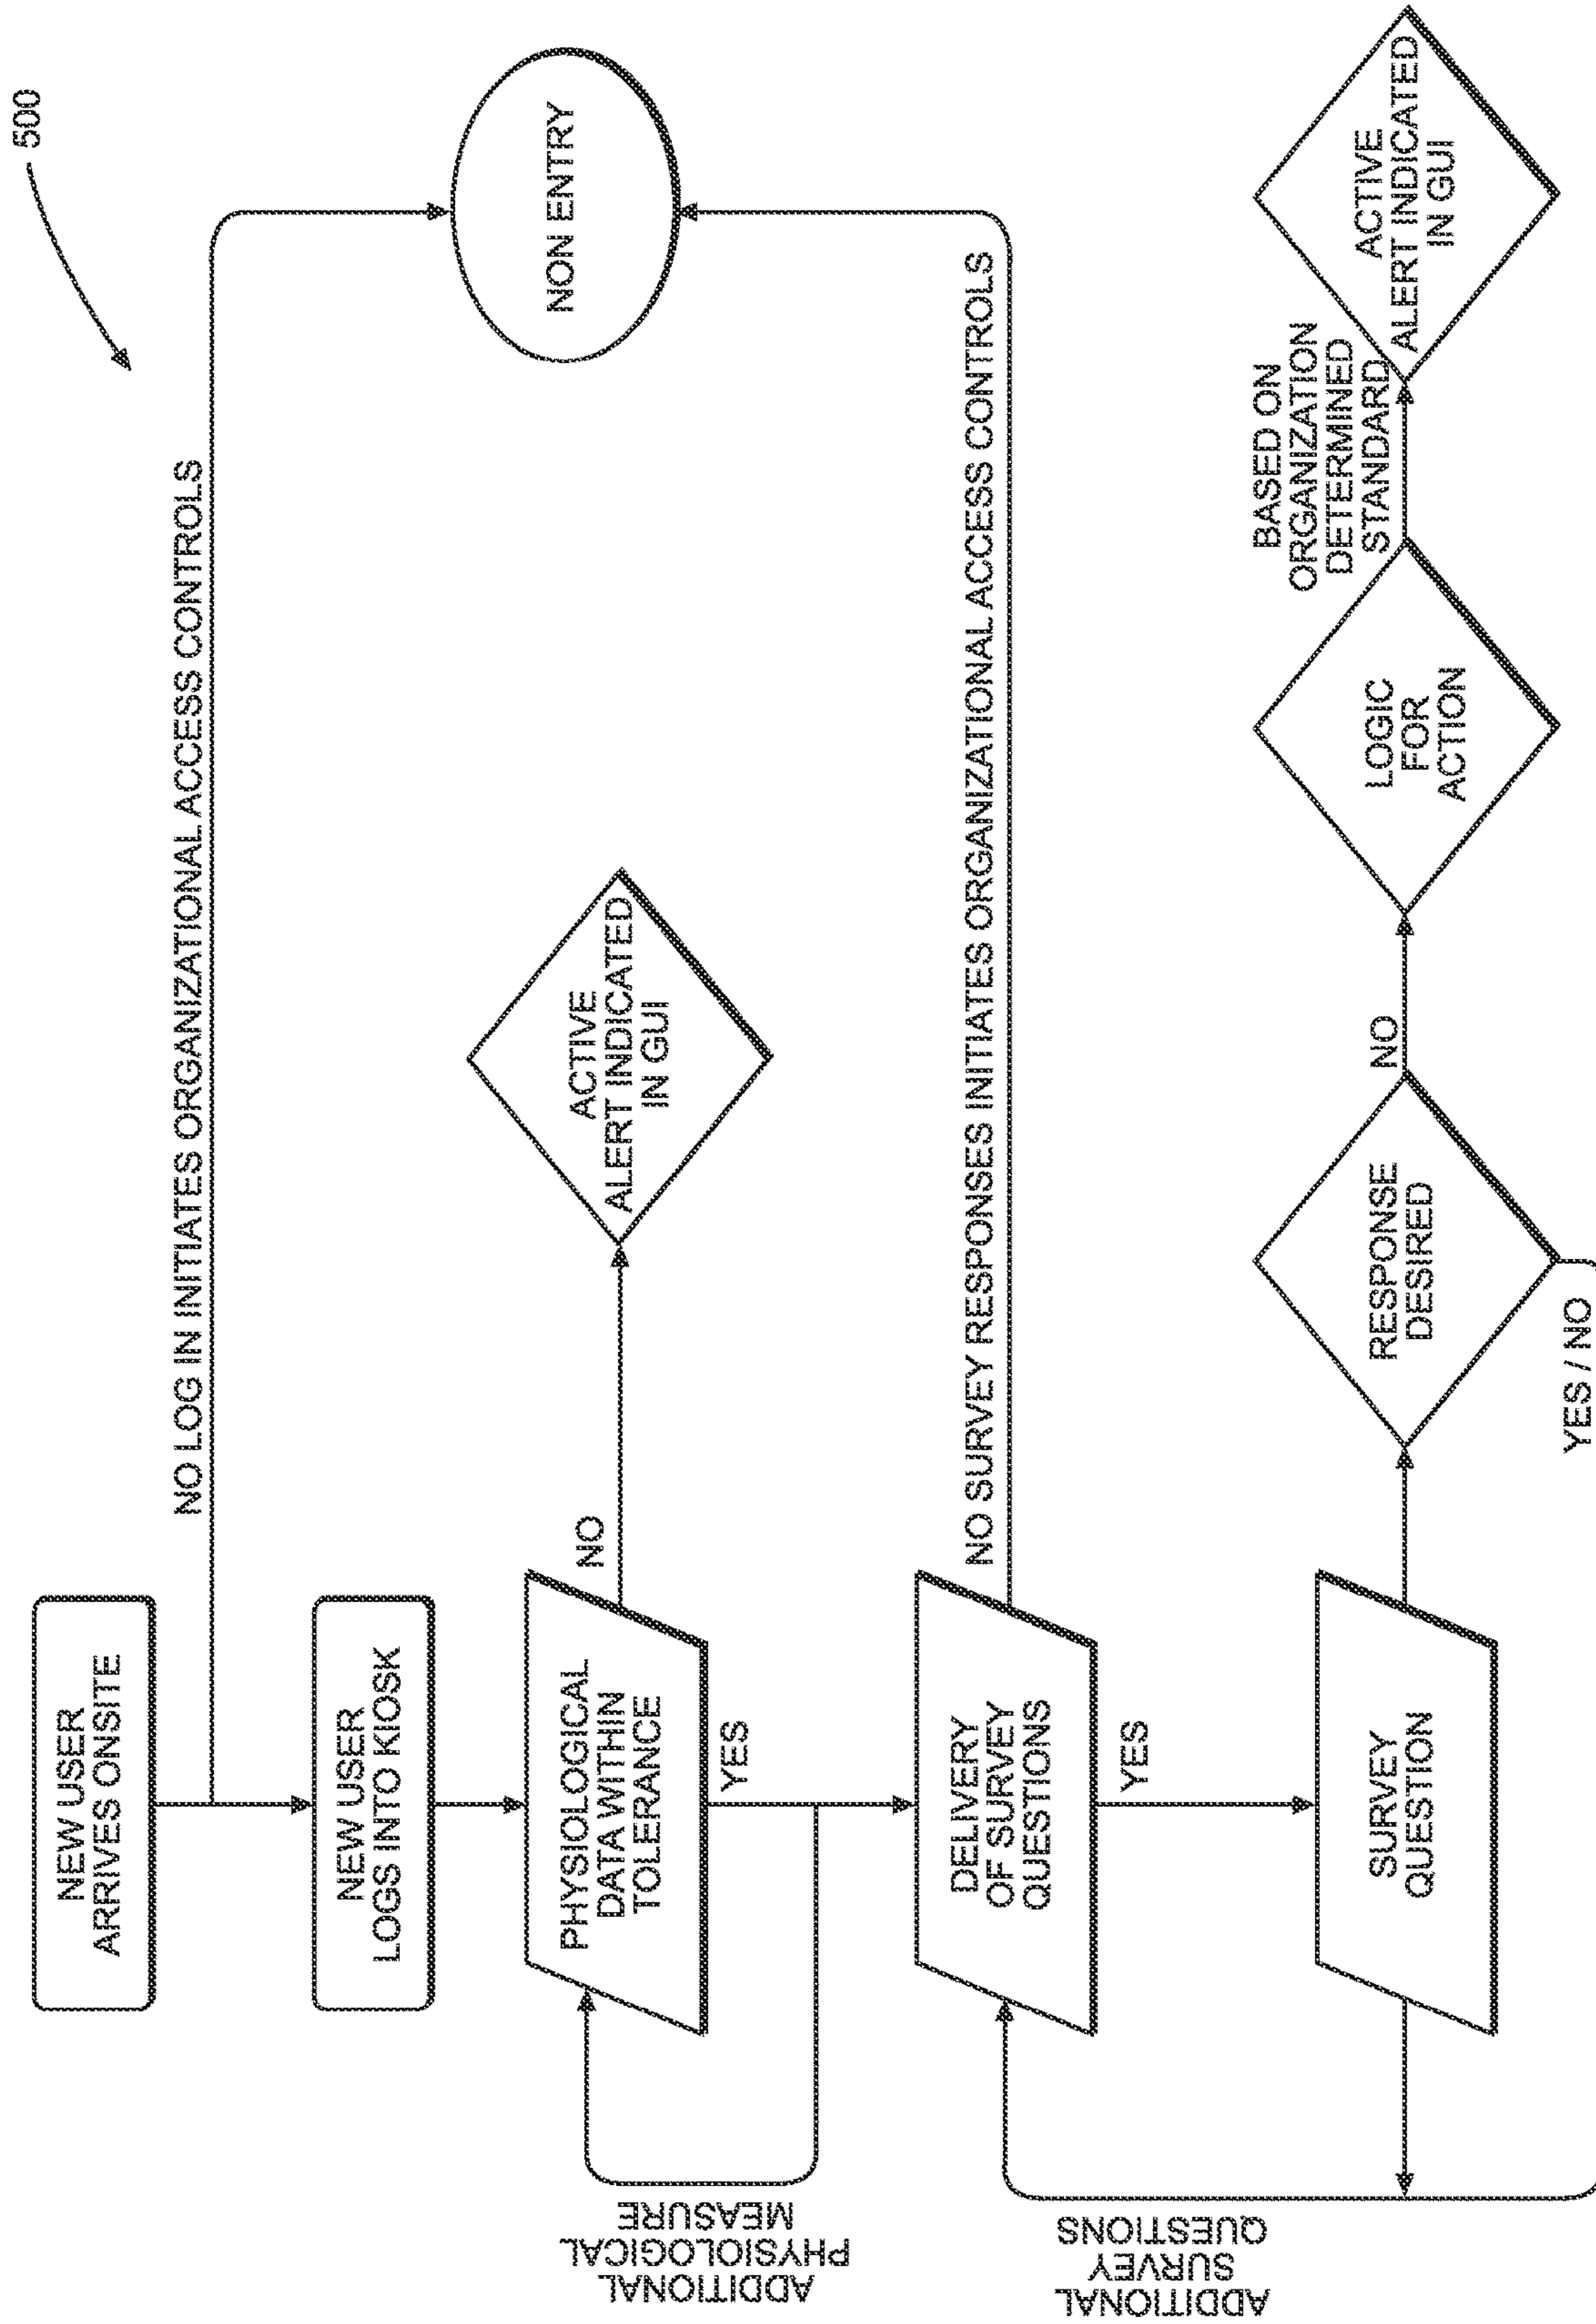 500
NEW USER
ARRIVES ONSITE
NO LOG IN INITIATES ORGANIZATIONAL ACCESS CONTROLS
NEW USER
LOGS INTO KIOSK
NON ENTRY
PHYSIOLOGICAL
DATA WITHIN
TOLERANCE
NO
ACTIVE
ALERT INDICATED
IN GUI
YES
ADDITIONAL
PHYSIOLOGICAL
MEASURE
NO SURVEY RESPONSES INITIATES ORGANIZATIONAL ACCESS CONTROLS
DELIVERY
OF SURVEY
QUESTIONS
YES
ADDITIONAL
SURVEY
QUESTIONS
SURVEY
QUESTION
RESPONSE
DESIRED
NO
LOGIC
FOR
ACTION
BASED ON
ORGANIZATION
DETERMINED
STANDARD
ACTIVE
ALERT INDICATED
IN GUI
YES / NO